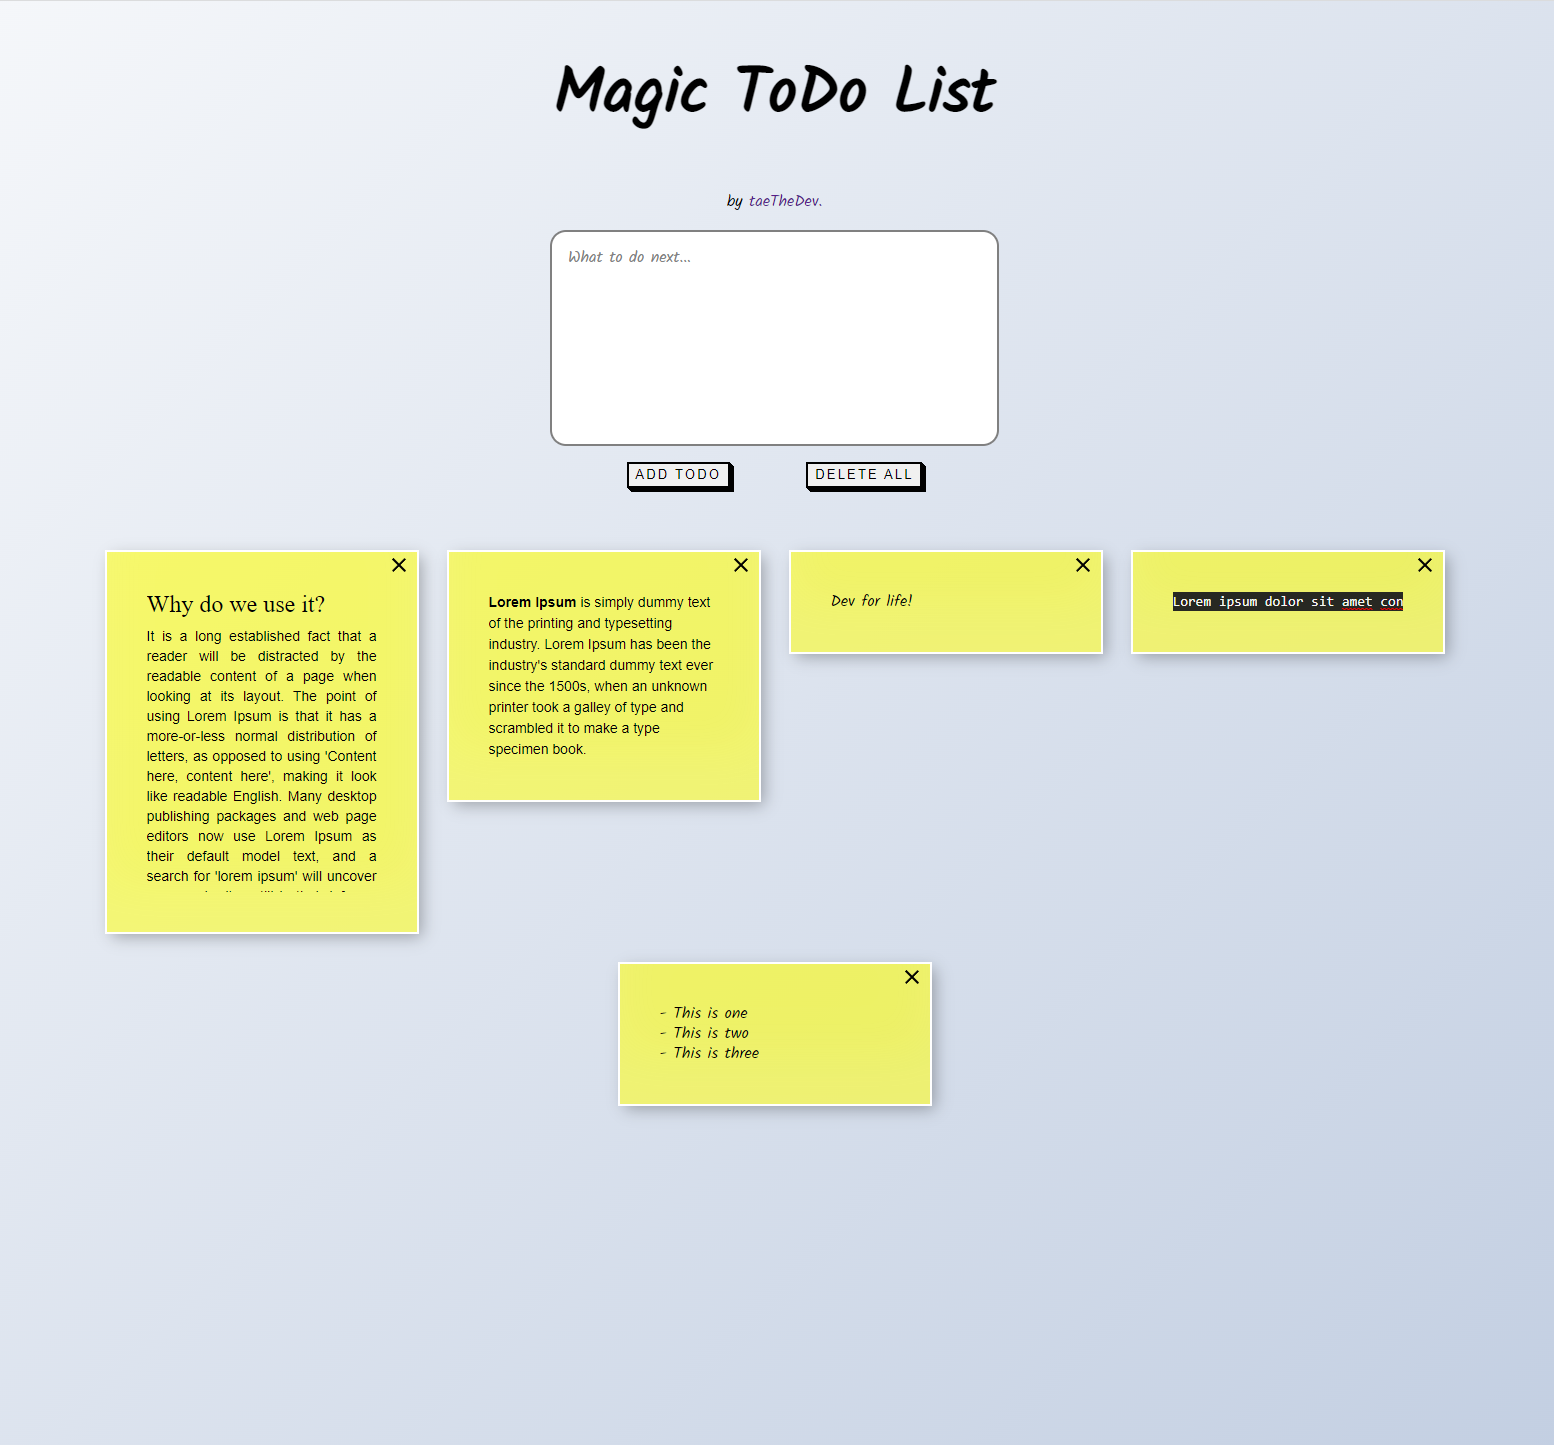 Magic ToDo List
by taeTheDev.
What to do next...
ADD TODO
DELETE ALL
Why do we use it?
It is a long established fact that a
reader will be distracted by the
readable content of a page when
looking at its layout. The point of
using Lorem Ipsum is that it has a
more-or-less normal distribution of
letters, as opposed to using 'Content
here, content here', making it look
like readable English. Many desktop
publishing packages and web page
editors now use Lorem Ipsum as
their default model text, and a
search for 'lorem ipsum' will uncover
Lorem Ipsum is simply dummy text
of the printing and typesetting
industry. Lorem Ipsum has been the
industry's standard dummy text ever
since the 1500s, when an unknown
printer took a galley of type and
scrambled it to make a type
specimen book.
Dev for life!
Lorem ipsum dolor sit amet con
- This is one
- This is two
- This is three